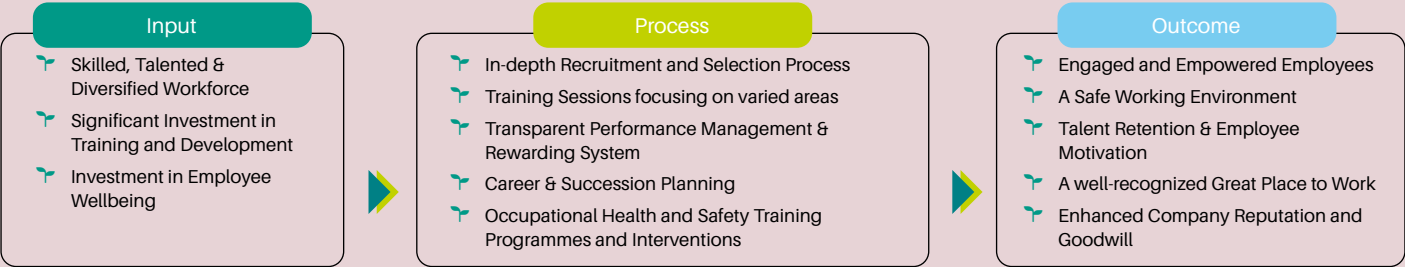 Input
Skilled, Talented &
Diversified Workforce
Significant Investment in
Training and Development
Investment in Employee
Wellbeing
Process
In-depth Recruitment and Selection Process
Training Sessions focusing on varied areas
Transparent Performance Management &
Rewarding System
Career & Succession Planning
Occupational Health and Safety Training
Programmes and Interventions
Outcome
Engaged and Empowered Employees
A Safe Working Environment
Talent Retention & Employee
Motivation
A well-recognized Great Place to Work
Enhanced Company Reputation and
Goodwill